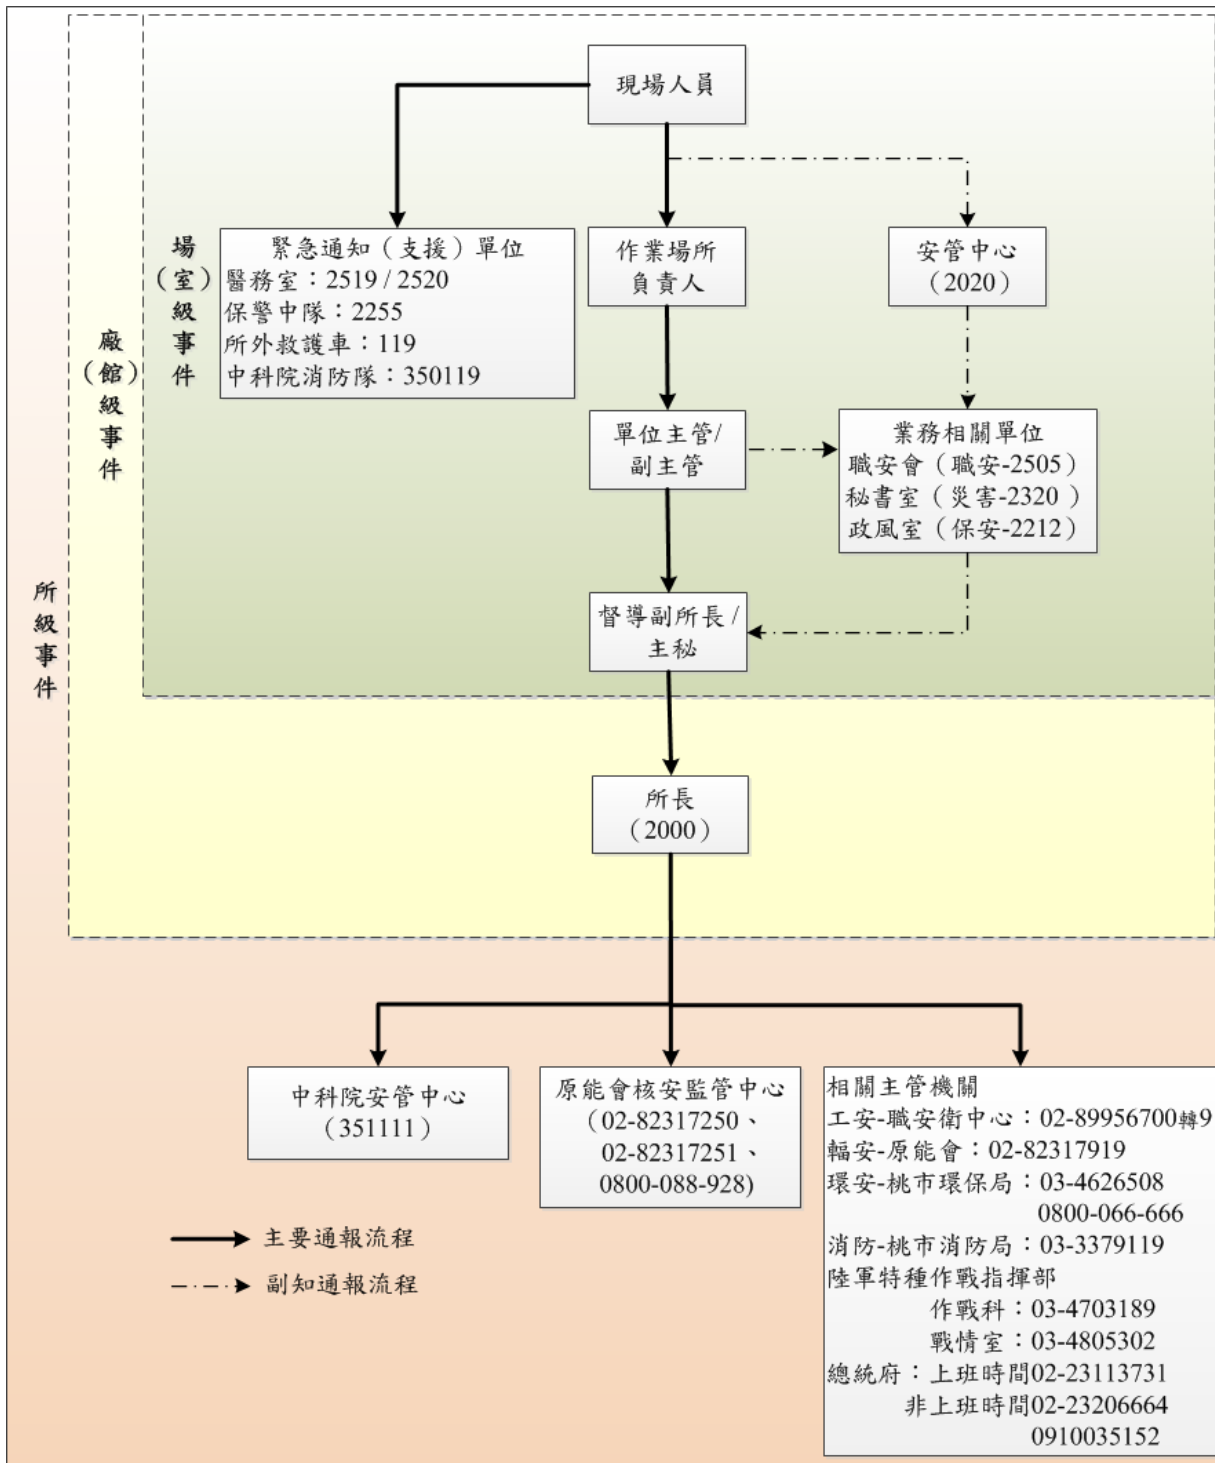 現場人員
緊急通知（支援）單位
醫務室：2519 / 2520
保警中隊：2255
所外救護車：119
中科院消防隊：350119
作業場所
負責人
安管中心
（2020）
場
（室）
級
事
件
廠
（館）
級
事
件
所
級
事
件
單位主管/
副主管
業務相關單位
職安會（職安-2505）
秘書室（災害-2320）
政風室（保安-2212）
督導副所長/
主秘
所長
（2000）
中科院安管中心
（351111）
原能會核安監管中心
（02-82317250、
02-82317251、
0800-088-928)
相關主管機關
工安-職安衛中心：02-89956700轉9
輻安-原能會：02-82317919
環安-桃市環保局：03-4626508
0800-066-666
消防-桃市消防局：03-3379119
陸軍特種作戰指揮部
作戰科：03-4703189
戰情室：03-4805302
總統府：上班時間02-23113731
非上班時間02-23206664
0910035152
主要通報流程
副知通報流程